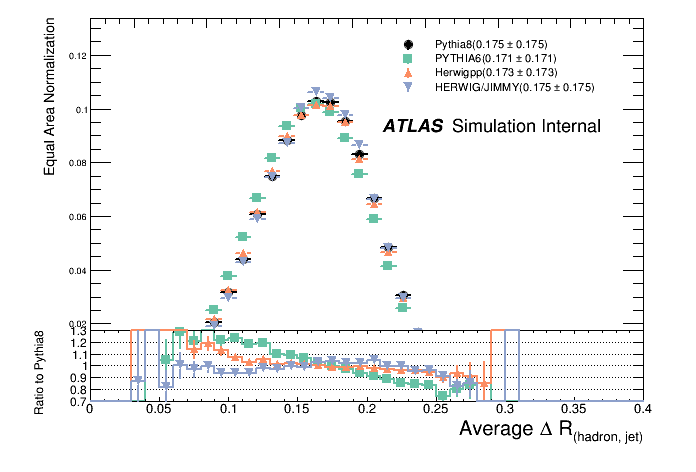 Equal Area Normalization
0.12
0.1
0.08
0.06
0.04
0.02
Pythia8(0.175 ± 0.175)
PYTHIA6(0.171 ± 0.171)
Herwigpp(0.173 ± 0.173)
HERWIG/JIMMY(0.175 ± 0.175)
ATLAS Simulation Internal
Ratio to Pythia8
1.3
1.2
1.1
1
0.9
0.8
0.7
0 0.05 0.1 0.15 0.2 0.25 0.3 0.35 0.4
Average Δ R(hadron, jet)